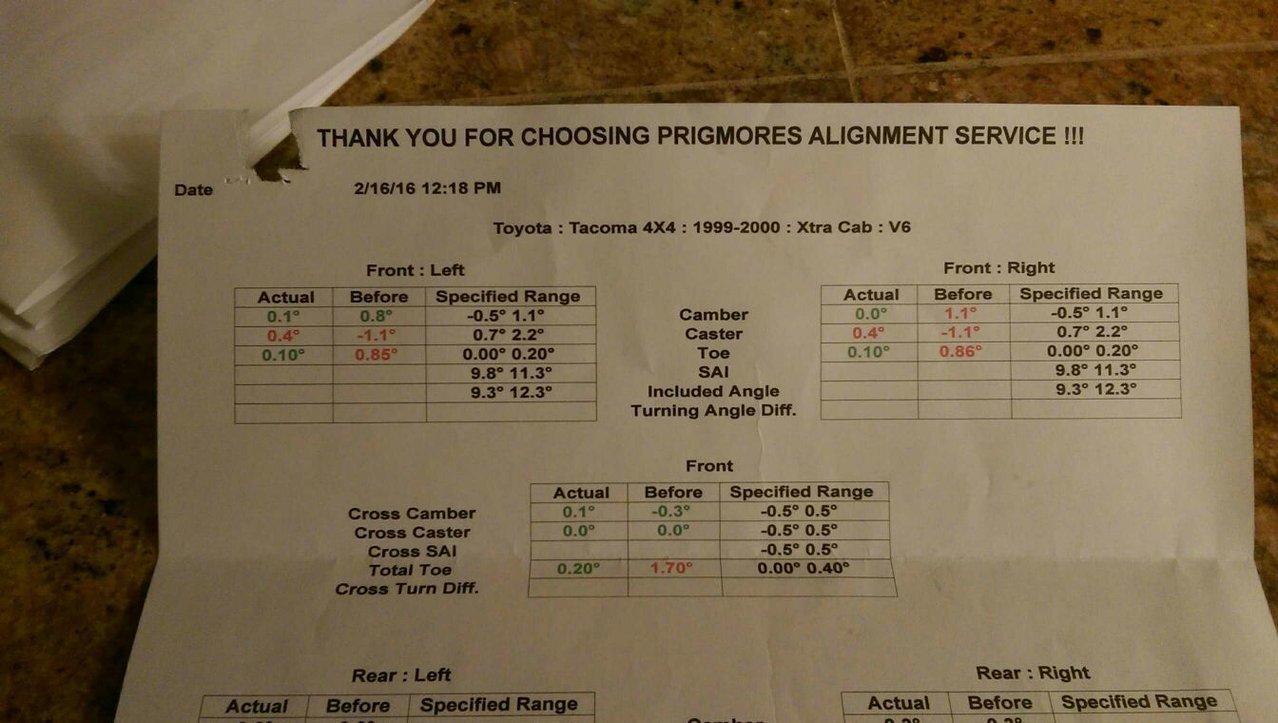 THANK YOU FOR CHOOSING PRIGMORES ALIGNMENT SERVICE !!!
Date 2/16/16 12:18 PM
Toyota : Tacoma 4X4 : 1999-2000 : Xtra Cab : V6
Front : Left Front : Right
Actual Before Specified Range Actual Before Specified Range
0.1° 0.8° -0.5° 1.1° Camber 0.0° 1.1° -0.5° 1.1°
0.4° -1.1° 0.7° 2.2° Caster 0.4° -1.1° 0.7° 2.2°
0.10° 0.85° 0.00° 0.20° Toe 0.10° 0.86° 0.00° 0.20°
9.8° 11.3° SAI 9.8° 11.3°
9.3° 12.3° Included Angle 9.3° 12.3°
Turning Angle Diff.
Front
Actual Before Specified Range
Cross Camber 0.1° -0.3° -0.5° 0.5°
Cross Caster 0.0° 0.0° -0.5° 0.5°
Cross SAI -0.5° 0.5°
Total Toe 0.20° 1.70° 0.00° 0.40°
Cross Turn Diff.
Rear : Left Rear : Right
Actual Before Specified Range Actual Before Specified Range